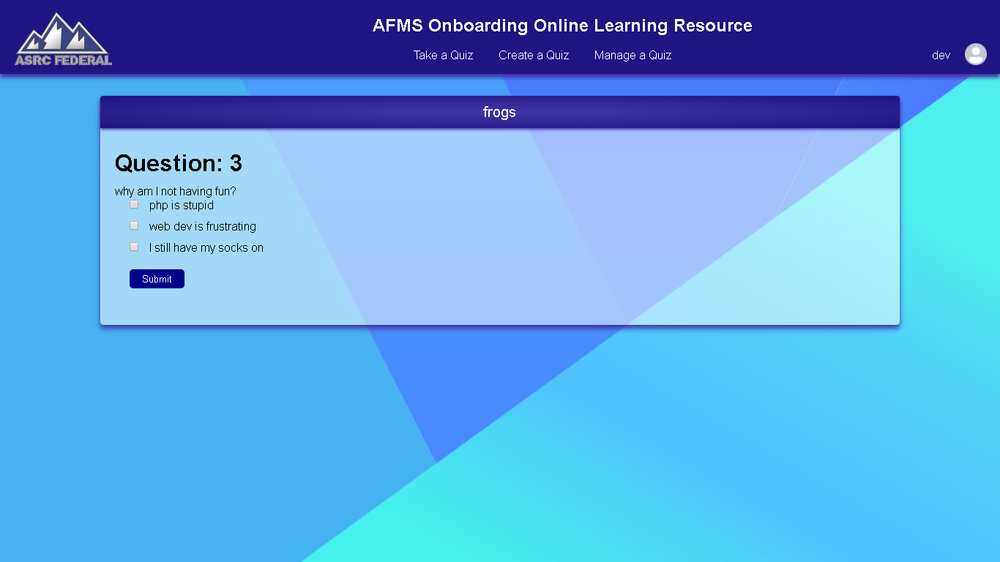 AFMS Onboarding Online Learning Resource
ASRC FEDERAL
Take a Quiz Create a Quiz Manage a Quiz dev
frogs
Question: 3
why am I not having fun?
php is stupid
web dev is frustrating
I still have my socks on
Submit